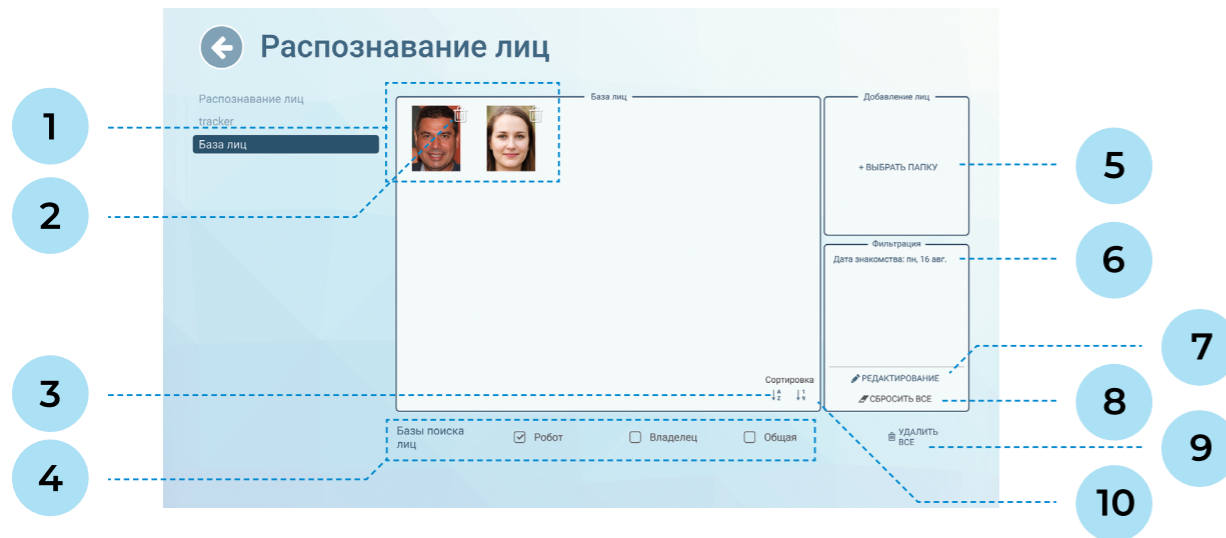 Распознавание лиц
Распознавание лиц
tracker
База лиц
База лиц
Добавление лиц
+ ВЫБРАТЬ ПАПКУ
Фильтрация
Дата знакомства: пн, 16 авг.
РЕДАКТИРОВАНИЕ
СБРОСИТЬ ВСЕ
Сортировка
A
Z
1
9
Базы поиска
лиц
Робот
Владелец
Общая
УДАЛИТЬ
ВСЕ
1
2
3
4
5
6
7
8
9
10